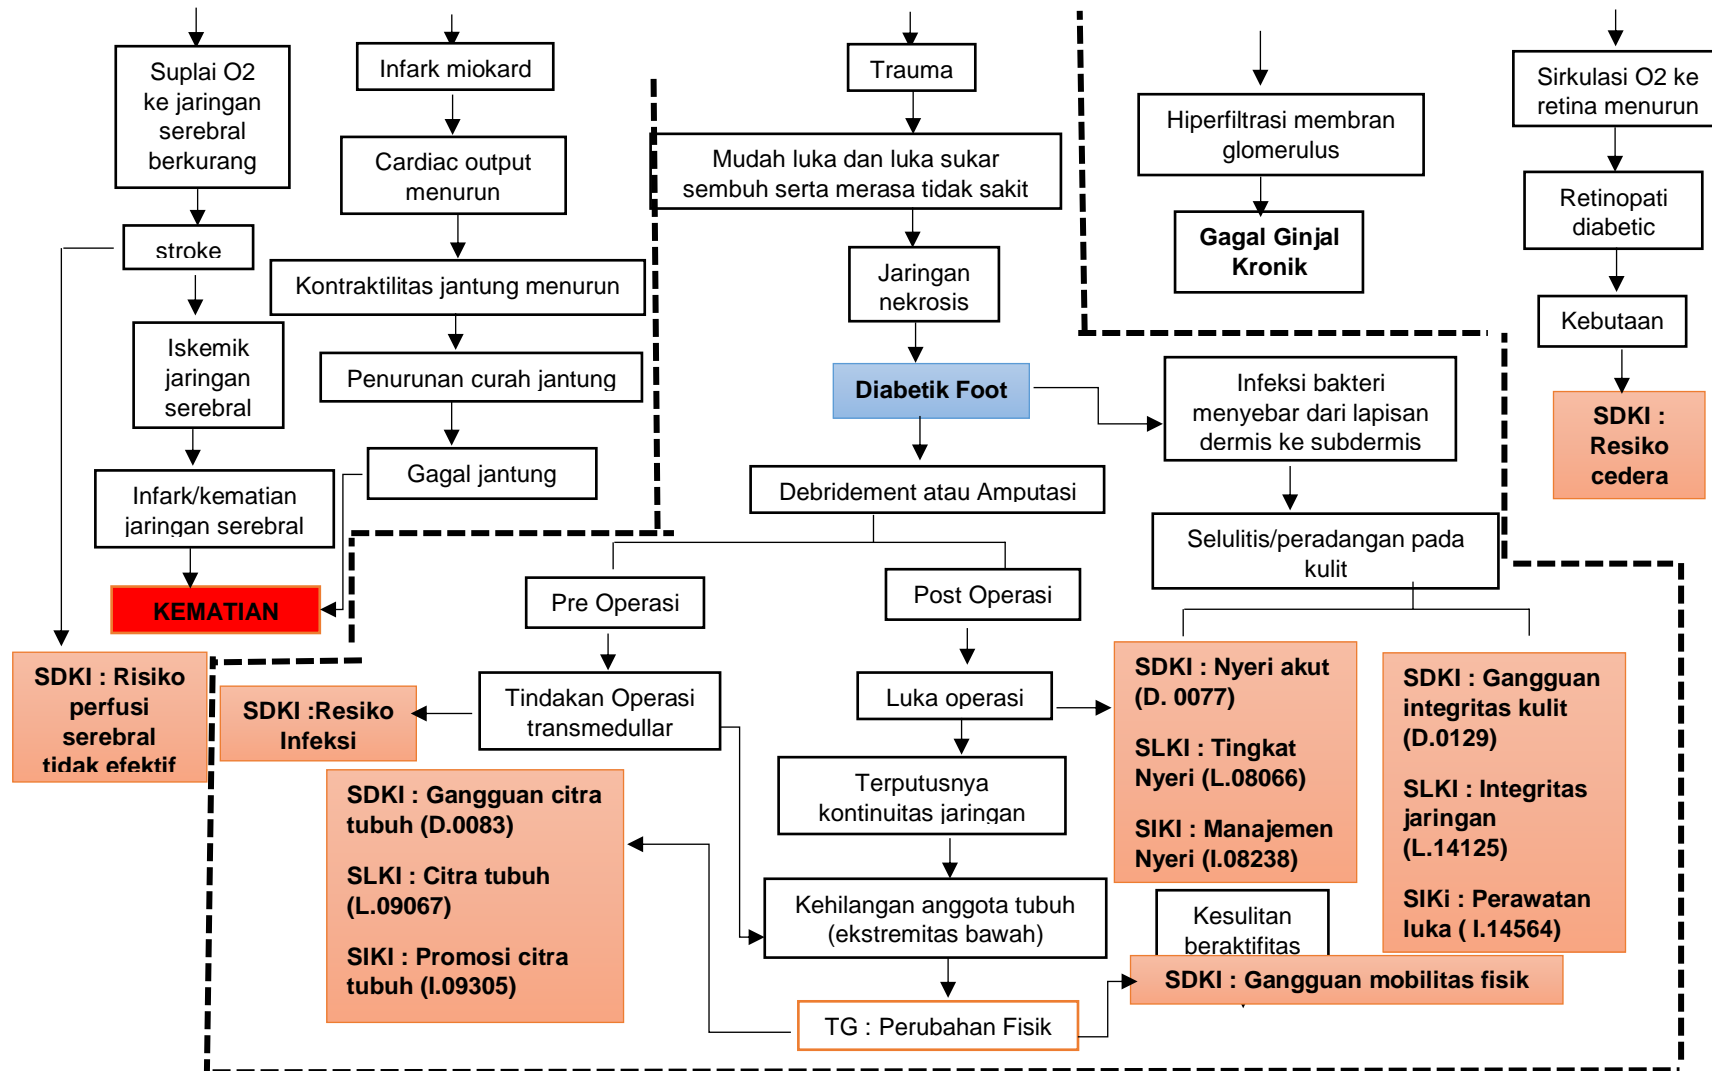 Suplai O2
ke jaringan
serebral
berkurang
stroke
Iskemik
jaringan
serebral
Infark/kematian
jaringan serebral
KEMATIAN
SDKI : Risiko
perfusi
serebral
tidak efektif
Infark miokard
Cardiac output
menurun
Kontraktilitas jantung menurun
Penurunan curah jantung
Gagal jantung
Trauma
Mudah luka dan luka sukar
sembuh serta merasa tidak sakit
Jaringan
nekrosis
Diabetik Foot
Debridement atau Amputasi
Pre Operasi
Post Operasi
Tindakan Operasi
transmedullar
SDKI :Resiko
Infeksi
Luka operasi
Terputusnya
kontinuitas jaringan
Kehilangan anggota tubuh
(ekstremitas bawah)
TG : Perubahan Fisik
SDKI : Gangguan citra
tubuh (D.0083)
SLKI : Citra tubuh
(L.09067)
SIKI : Promosi citra
tubuh (I.09305)
Hiperfiltrasi membran
glomerulus
Gagal Ginjal
Kronik
Infeksi bakteri
menyebar dari lapisan
dermis ke subdermis
Selulitis/peradangan pada
kulit
SDKI : Nyeri akut
(D. 0077)
SLKI : Tingkat
Nyeri (L.08066)
SIKI : Manajemen
Nyeri (I.08238)
SDKI : Gangguan
integritas kulit
(D.0129)
SLKI : Integritas
jaringan
(L.14125)
SIKi : Perawatan
luka ( I.14564)
Kesulitan
beraktifitas
SDKI : Gangguan mobilitas fisik
Sirkulasi O2 ke
retina menurun
Retinopati
diabetic
Kebutaan
SDKI :
Resiko
cedera